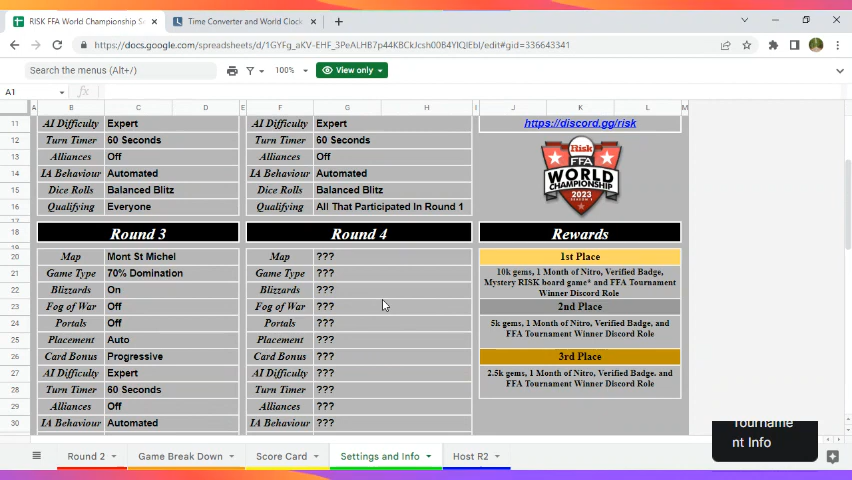 RISK FFA World Championship Se
Time Converter and World Clock
https://docs.google.com/spreadsheets/d/1GYFg_aKV-EHF_3PeALHB7p44KBCkJcsh00B4YIQIEbI/edit#gid=336643341
Search the menus (Alt+/) 100% View only
A1 fx
A B C D E F G H I J K L M
11 AI Difficulty Expert AI Difficulty Expert https://discord.gg/risk
12 Turn Timer 60 Seconds Turn Timer 60 Seconds
13 Alliances Off Alliances Off
14 IA Behaviour Automated IA Behaviour Automated
15 Dice Rolls Balanced Blitz Dice Rolls Balanced Blitz
16 Qualifying Everyone Qualifying All That Participated In Round 1
Risk
FFA
WORLD
CHAMPIONSHIP
2023
17
18 Round 3 Round 4 Rewards
19
20 Map Mont St Michel Map ??? 1st Place
21 Game Type 70% Domination Game Type ??? 10k gems, 1 Month of Nitro, Verified Badge,
22 Blizzards On Blizzards ??? Mystery RISK board game* and FFA Tournament
Winner Discord Role
23 Fog of War Off Fog of War ??? 2nd Place
24 Portals Off Portals ??? 5k gems, 1 Month of Nitro, Verified Badge, and
25 Placement Auto Placement ??? FFA Tournament Winner Discord Role
26 Card Bonus Progressive Card Bonus ??? 3rd Place
27 AI Difficulty Expert AI Difficulty ??? 2.5k gems, 1 Month of Nitro, Verified Badge. and
28 Turn Timer 60 Seconds Turn Timer ??? FFA Tournament Winner Discord Role
29 Alliances Off Alliances ???
30 IA Behaviour Automated IA Behaviour ???
Tourname
nt Info
Round 2 Game Break Down Score Card Settings and Info Host R2